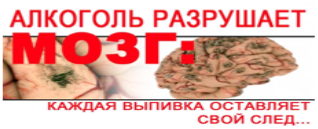 АЛКОГОЛЬ РАЗРУШАЕТ
МОЗГ:
КАЖДАЯ ВЫПИВКА ОСТАВЛЯЕТ
СВОЙ СЛЕД...